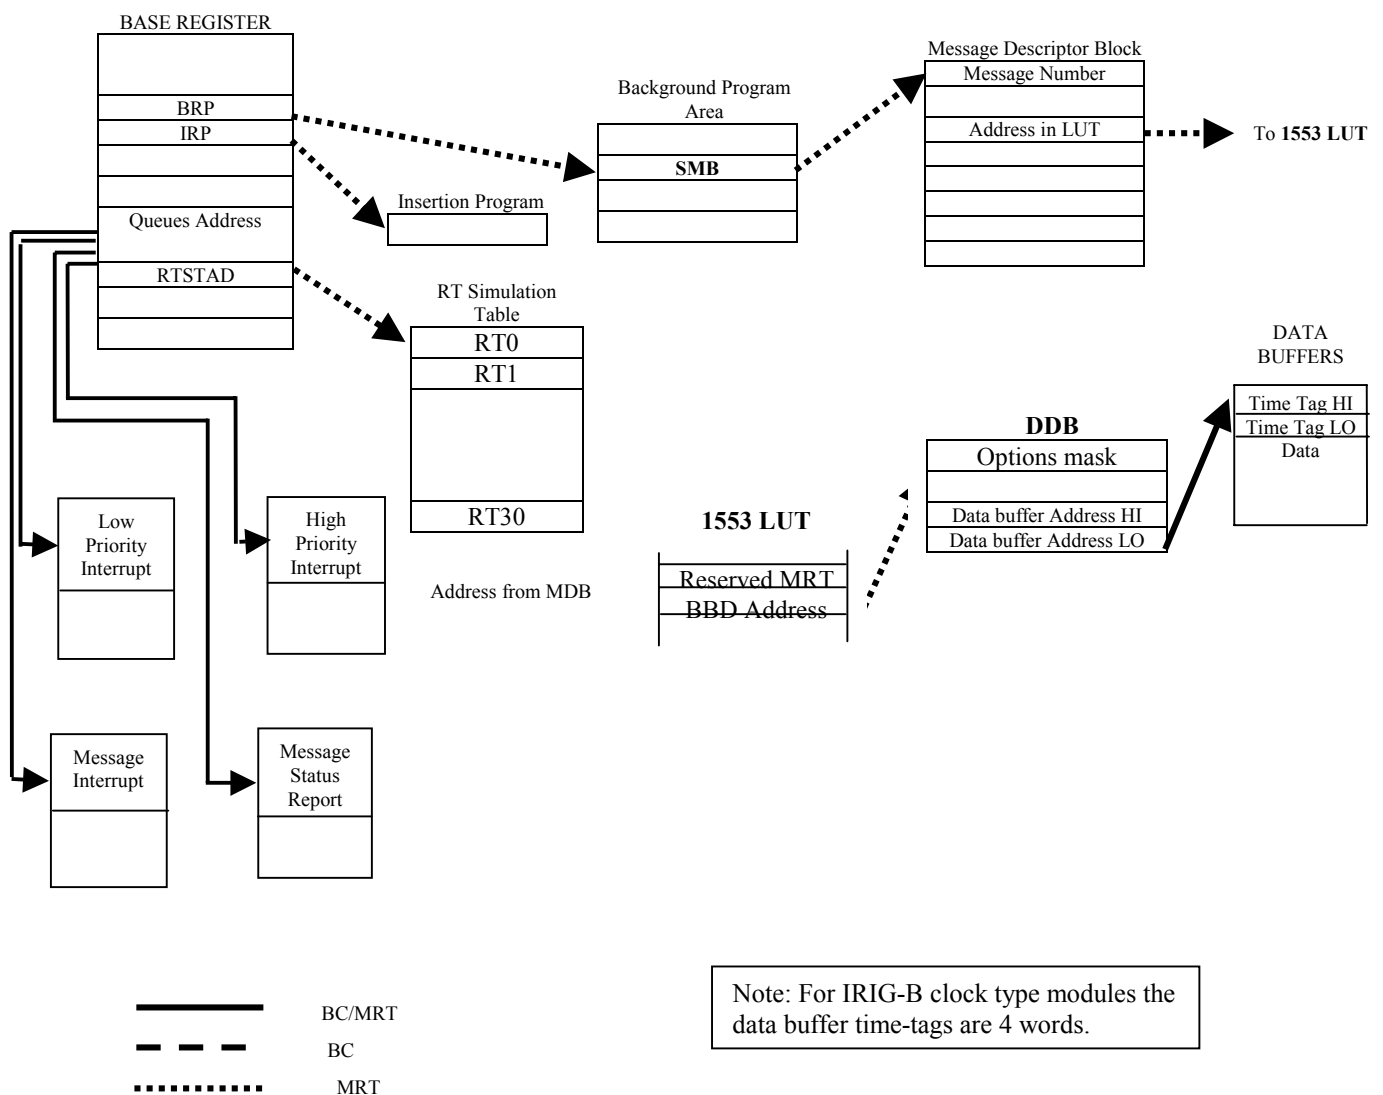 BASE REGISTER
BRP
IRP
Queues Address
RTSTAD
Background Program
Area
SMB
Message Descriptor Block
Message Number
Address in LUT
To 1553 LUT
Insertion Program
RT Simulation
Table
RT0
RT1
RT30
DATA
BUFFERS
Time Tag HI
Time Tag LO
Data
DDB
Options mask
Data buffer Address HI
Data buffer Address LO
1553 LUT
Reserved MRT
BBD Address
Address from MDB
Low
Priority
Interrupt
High
Priority
Interrupt
Message
Interrupt
Message
Status
Report
BC/MRT
BC
MRT
Note: For IRIG-B clock type modules the
data buffer time-tags are 4 words.